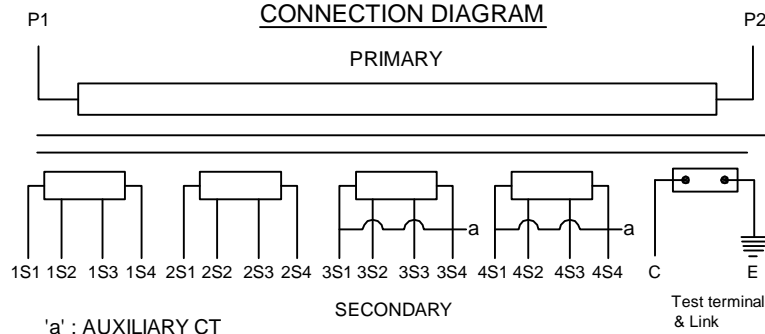 CONNECTION DIAGRAM
P1 P2
PRIMARY
a a
1S1 1S2 1S3 1S4 2S1 2S2 2S3 2S4 3S1 3S2 3S3 3S4 4S1 4S2 4S3 4S4 C E
SECONDARY
Test terminal
& Link
'a' : AUXILIARY CT